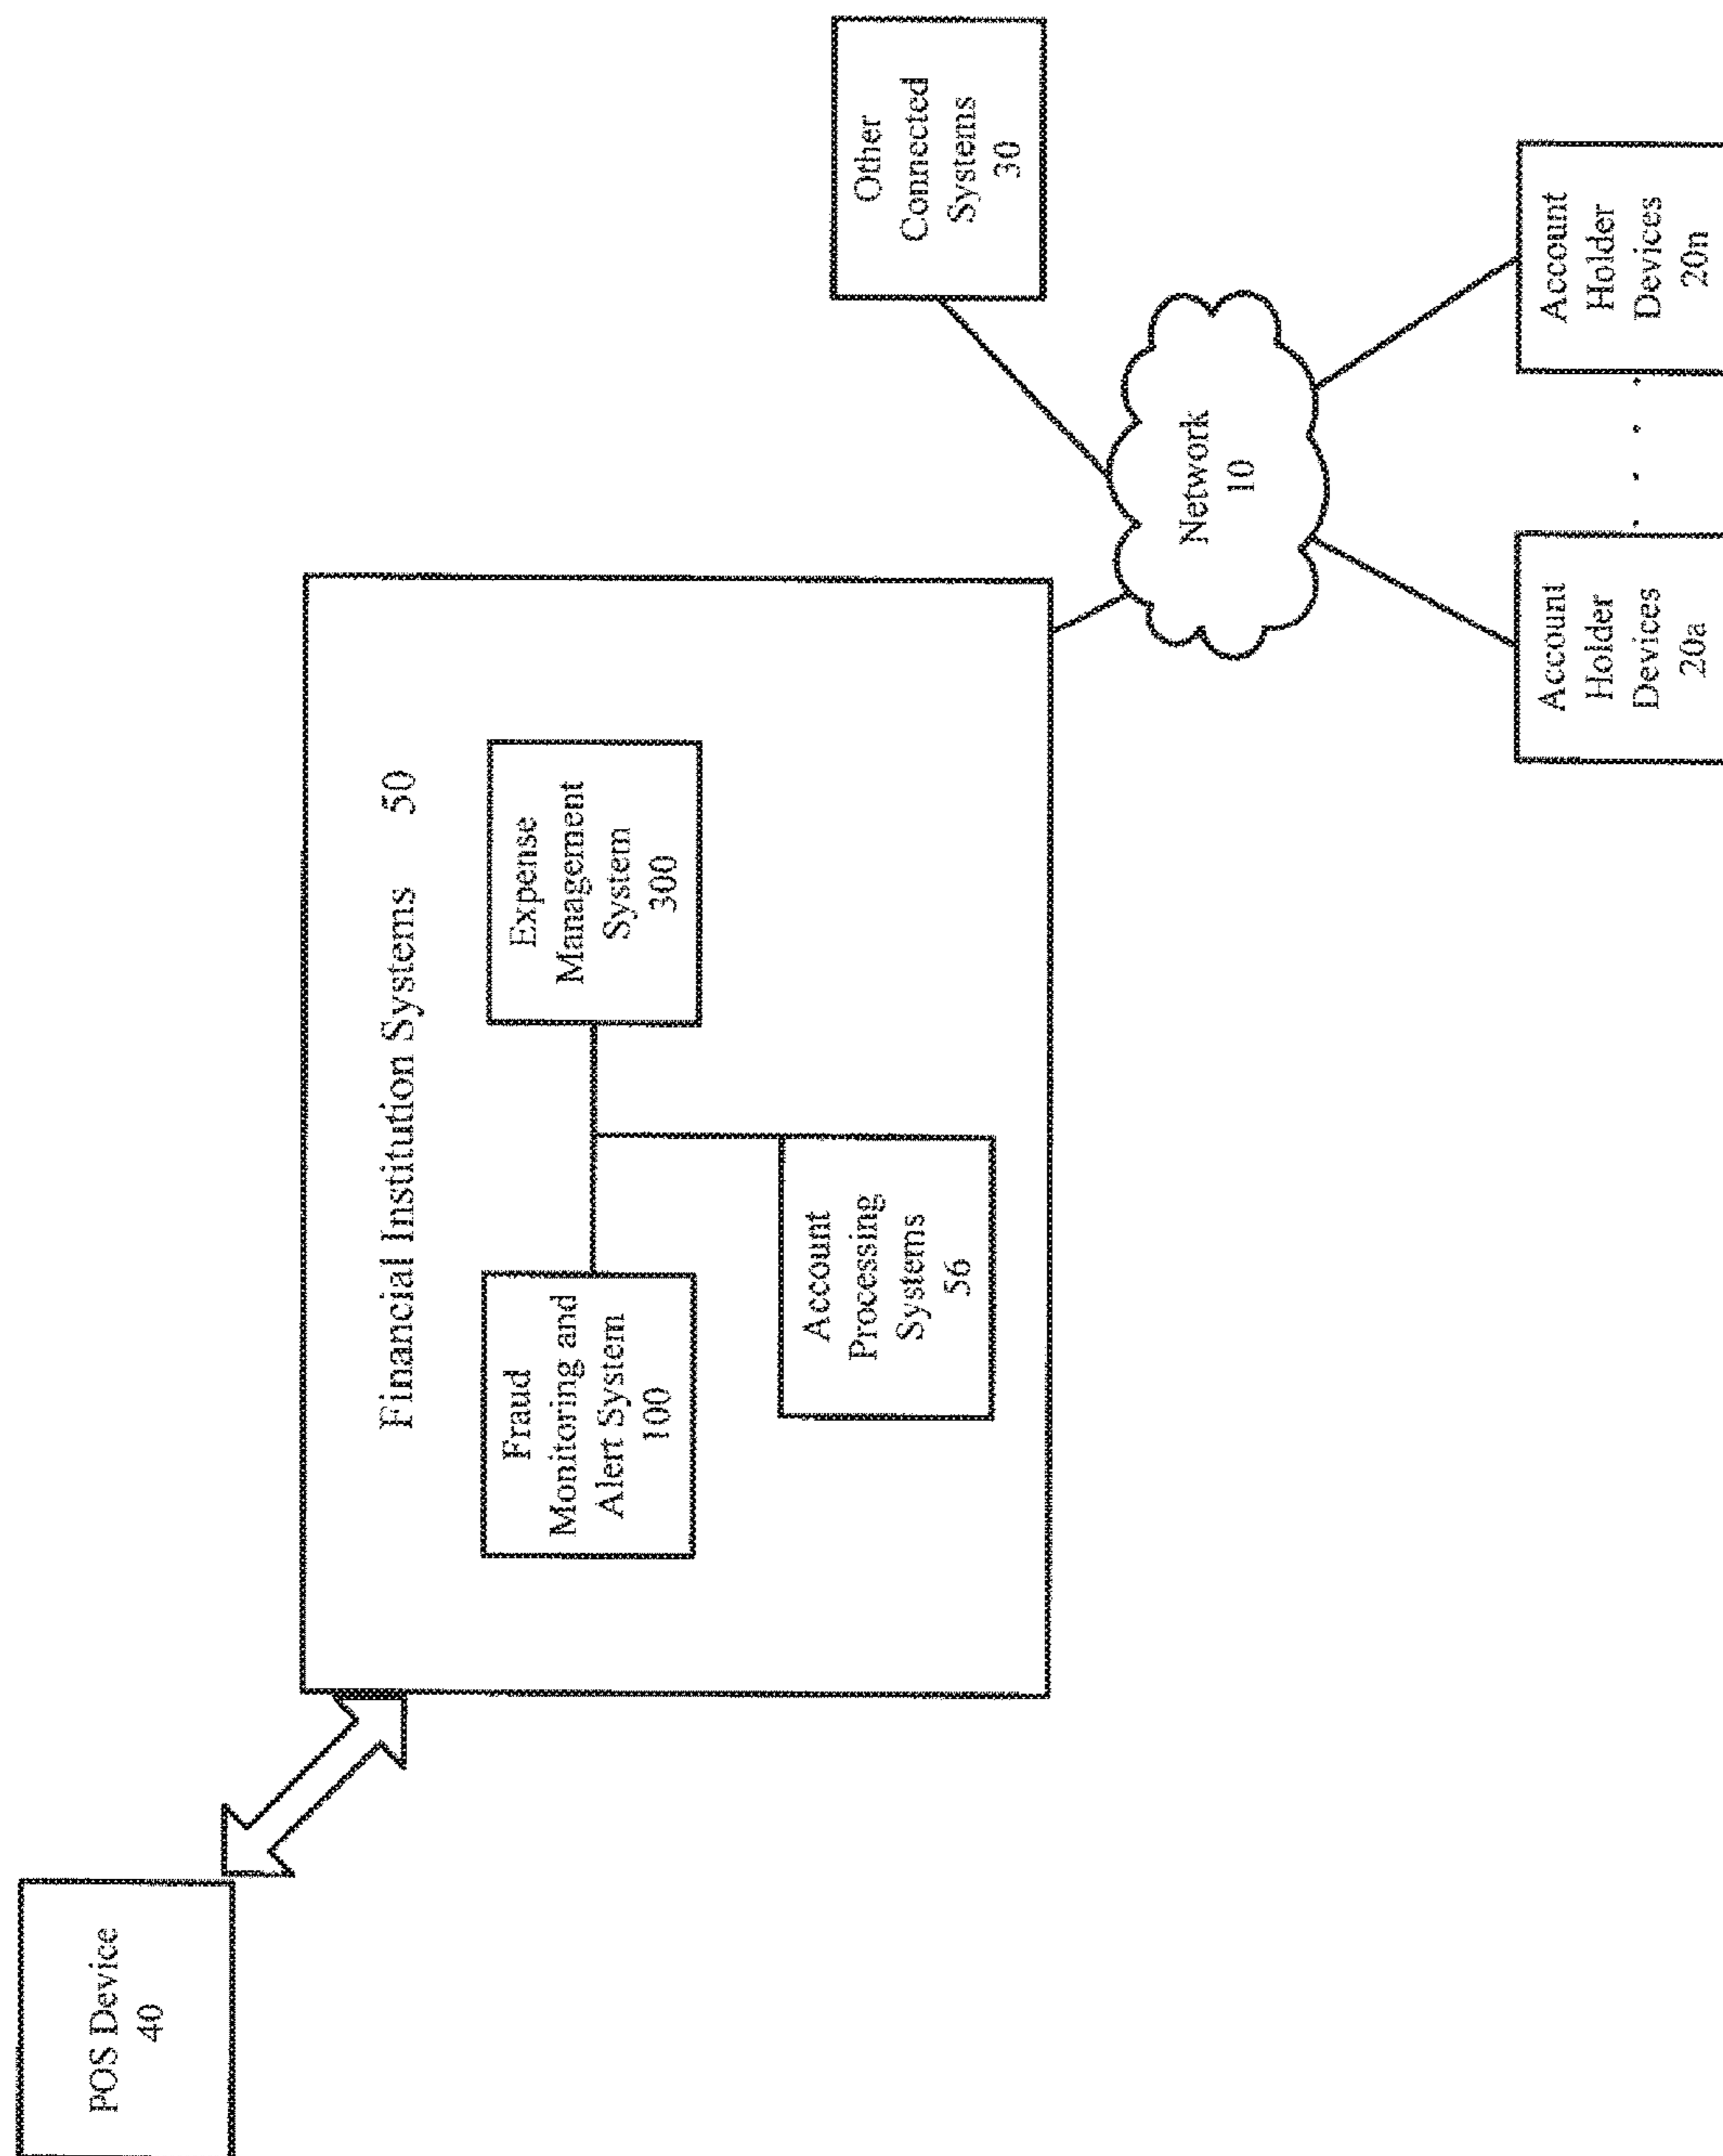 POS Device
40
Financial Institution Systems 50
Fraud
Monitoring and
Alert System
100
Expense
Management
System
300
Account
Processing
Systems
56
Other
Connected
Systems
30
Network
10
Account
Holder
Devices
20a
Account
Holder
Devices
20n